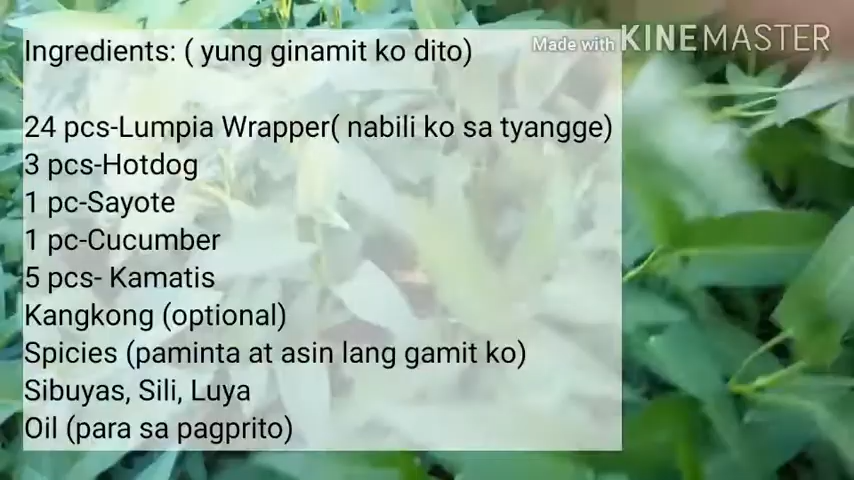 Ingredients: ( yung ginamit ko dito)
Made with KINEMASTER
24 pcs-Lumpia Wrapper( nabili ko sa tyangge)
3 pcs-Hotdog
1 pc-Sayote
1 pc-Cucumber
5 pcs- Kamatis
Kangkong (optional)
Spicies (paminta at asin lang gamit ko)
Sibuyas, Sili, Luya
Oil (para sa pagprito)